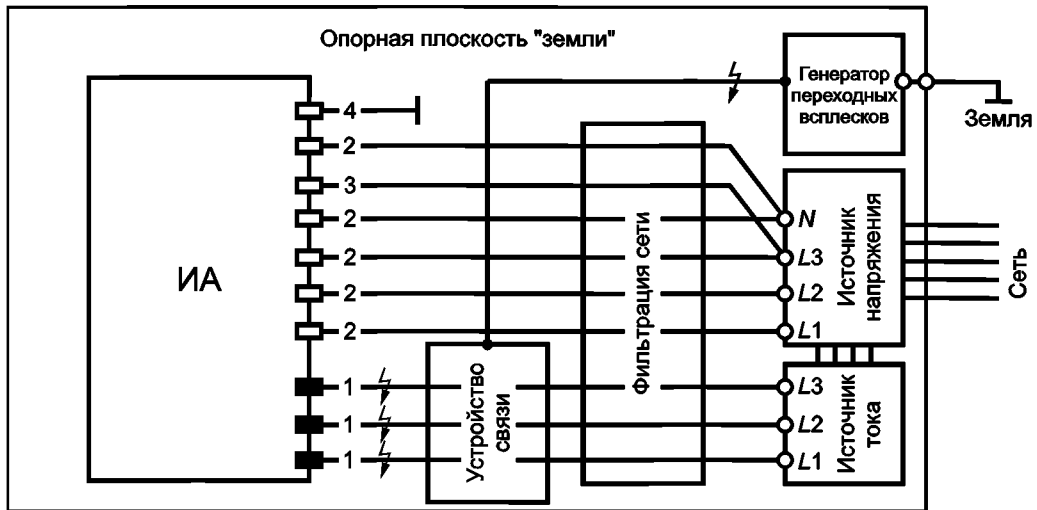 Опорная плоскость "земли"
Генератор
переходных
всплесков
Земля
ИА
4
2
3
2
2
2
2
1
1
1
Устройство
связи
Фильтрация сети
N
L3
L2
L1
Источник
напряжения
Сеть
L3
L2
L1
Источник
тока